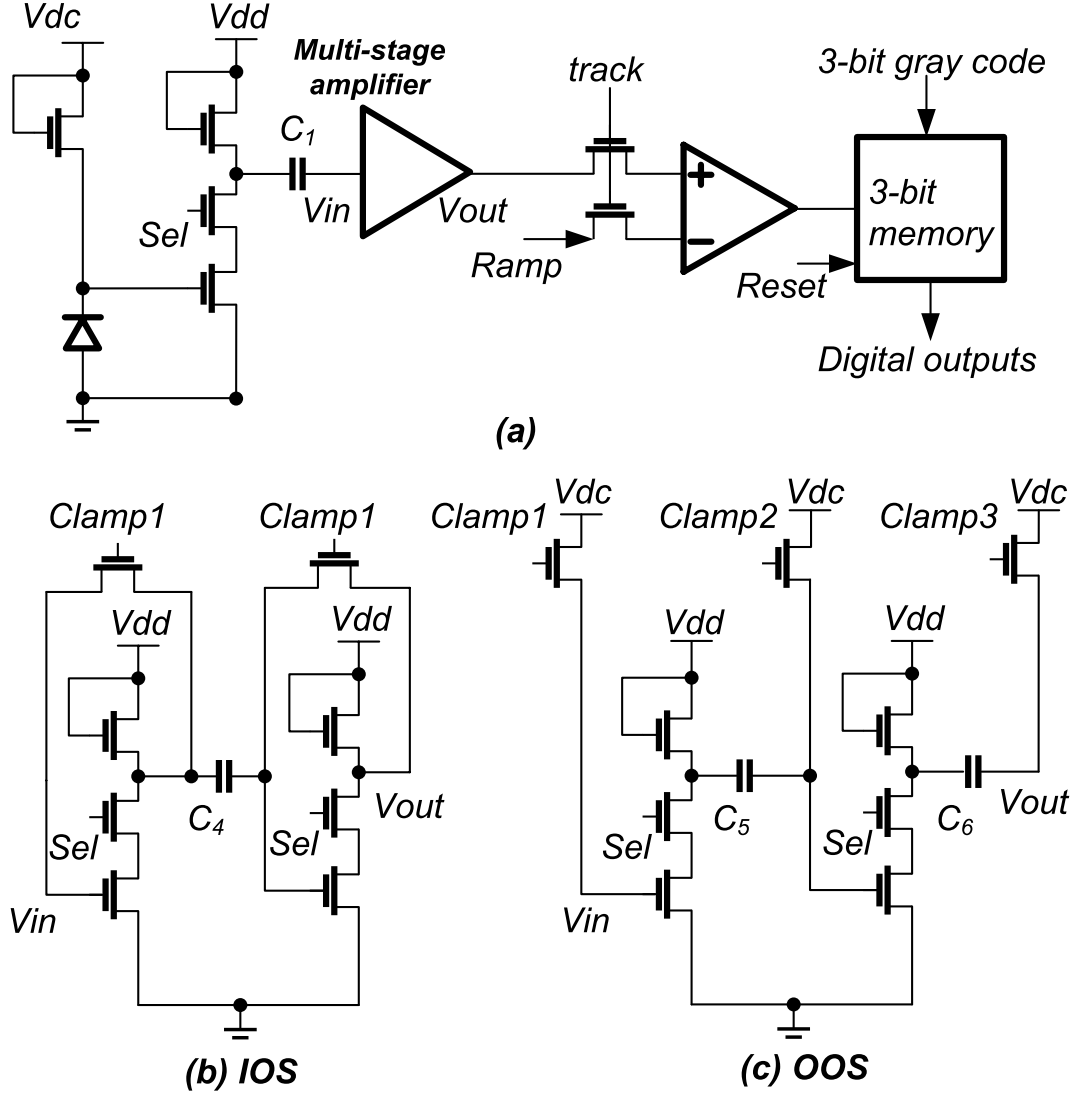 Vdc
Vdd
Multi-stage
amplifier
track
3-bit gray code
C1
+
3-bit
memory
Sel
Vin
Vout
−
Ramp
Reset
Digital outputs
(a)
Clamp1
Clamp1
Clamp1
Vdc
Clamp2
Vdc
Clamp3
Vdc
Vdd
Vdd
Vdd
Vdd
C4
Vout
C5
C6
Vout
Sel
Sel
Sel
Sel
Vin
Vin
(b) IOS
(c) OOS